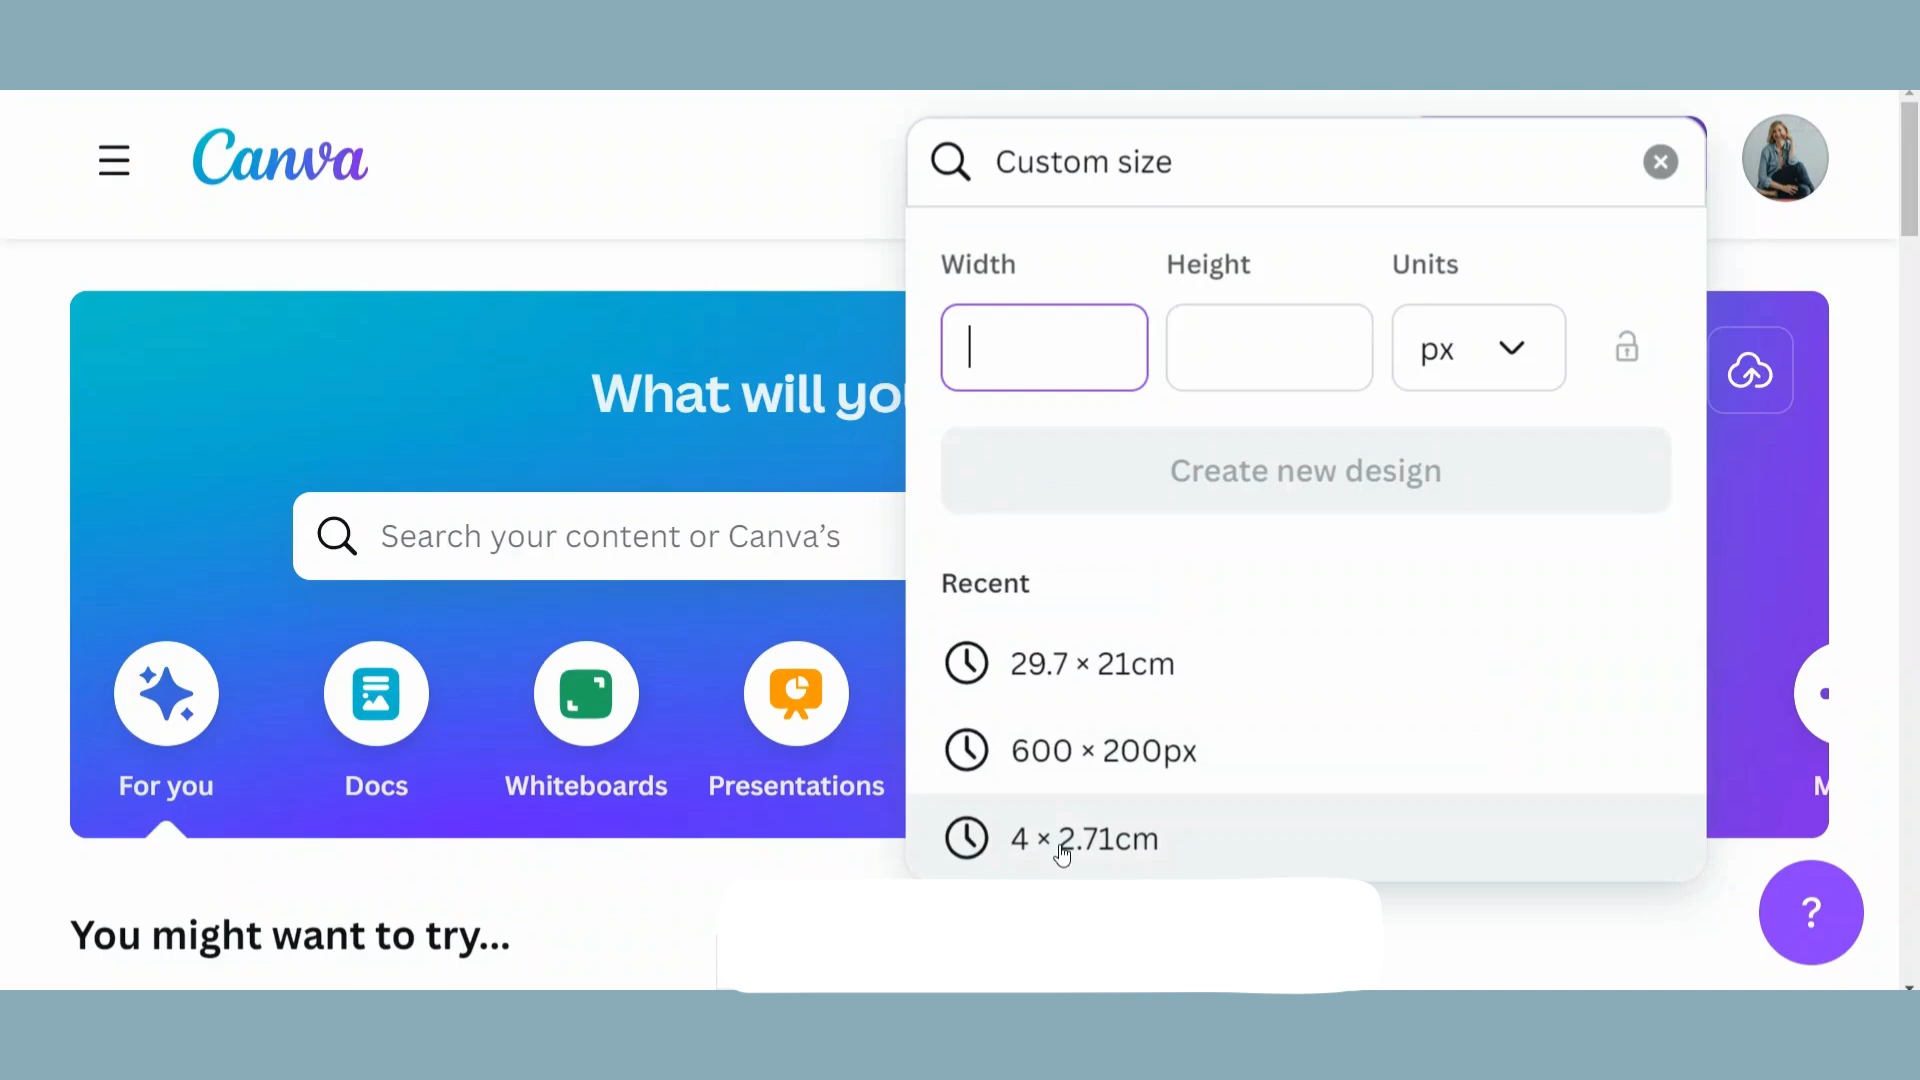 Canva
Custom size
Width Height Units
px
What will you
Create new design
Search your content or Canva's
Recent
29.7 × 21cm
600 × 200px
4 × 2.71cm
For you
Docs
Whiteboards
Presentations
M
You might want to try...
?